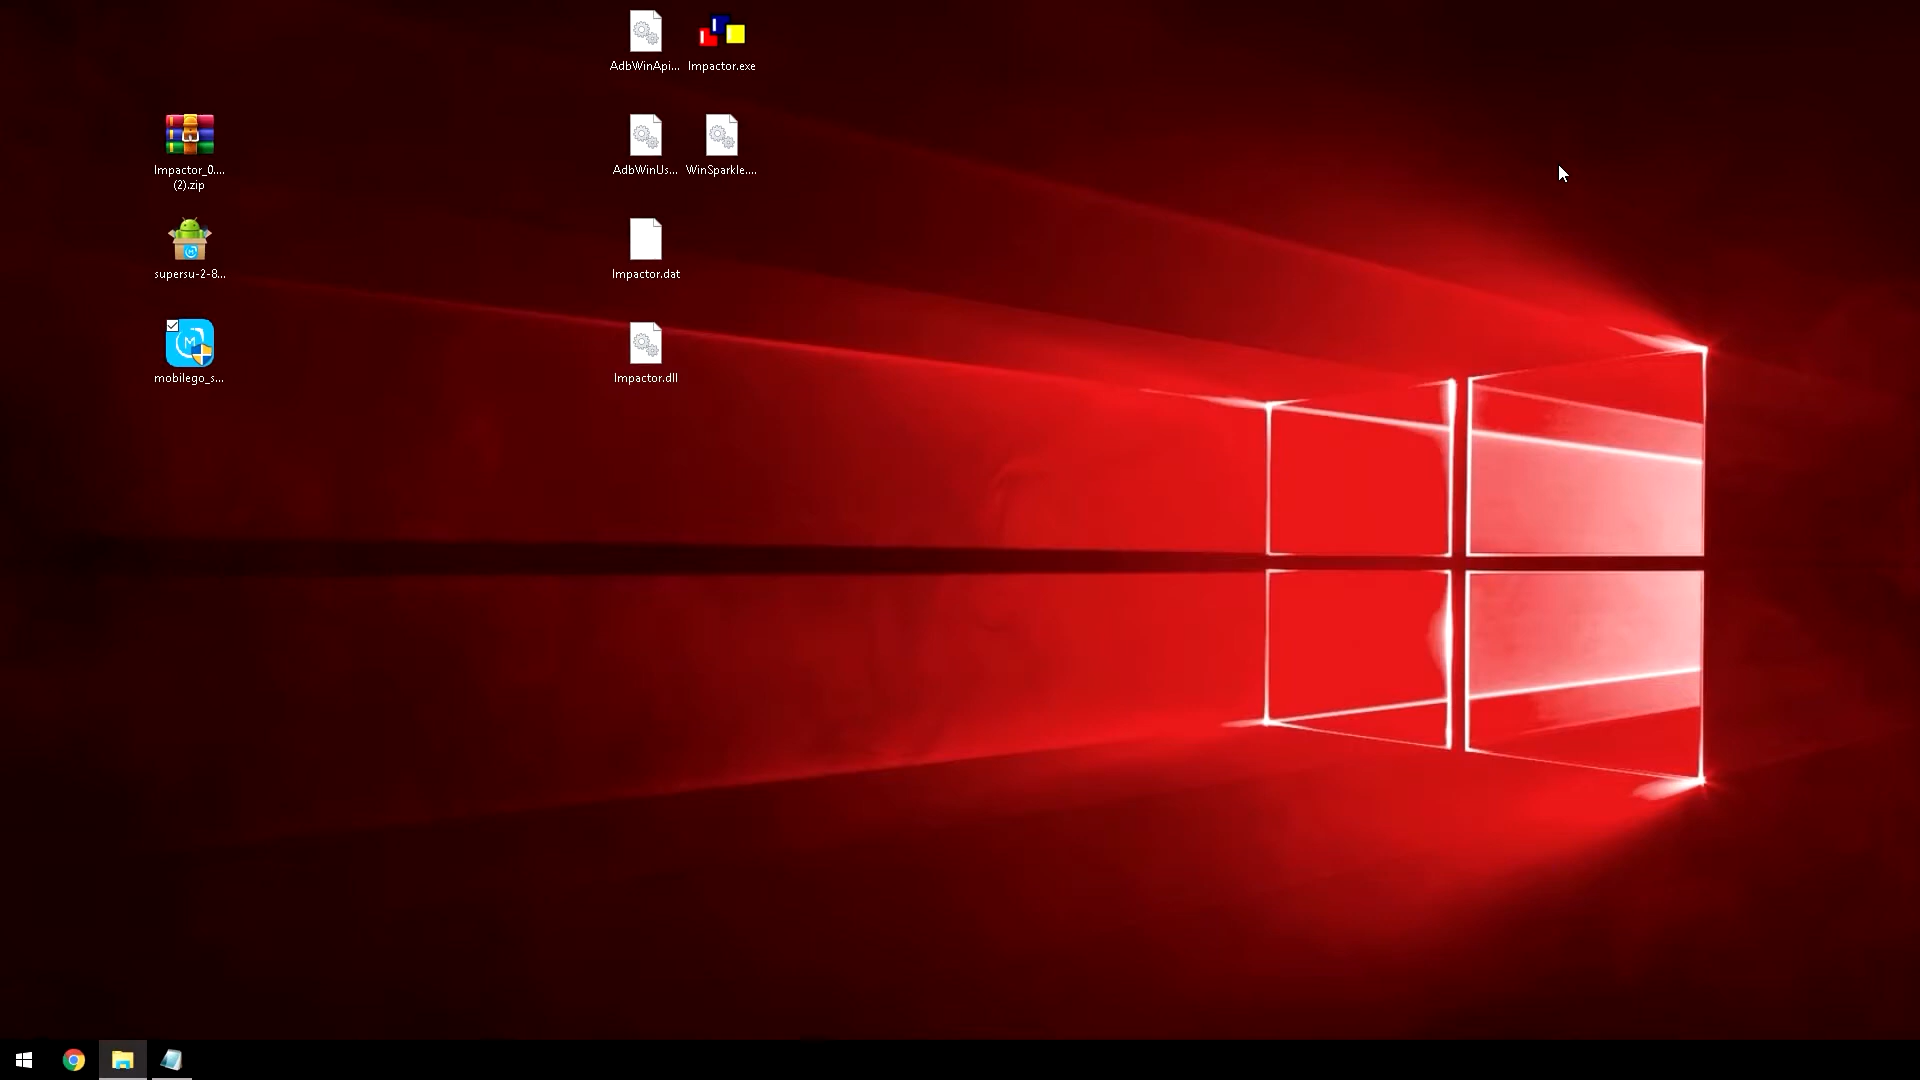 AdbWinApi...
Impactor.exe
Impactor_0....
(2).zip
AdbWinUs...
WinSparkle....
supersu-2-8...
Impactor.dat
mobilego_s...
Impactor.dll